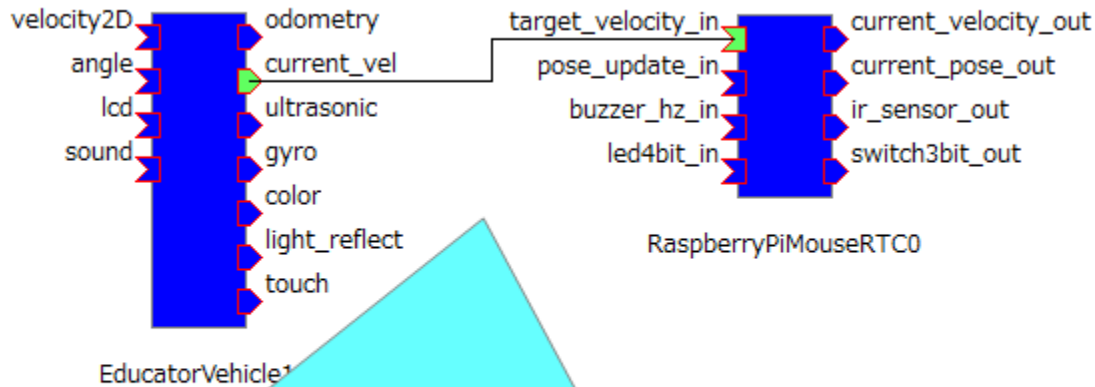 velocity2D
angle
lcd
sound
odometry
current_vel
ultrasonic
gyro
color
light_reflect
touch
EducatorVehicle1
target_velocity_in
pose_update_in
buzzer_hz_in
led4bit_in
current_velocity_out
current_pose_out
ir_sensor_out
switch3bit_out
RaspberryPiMouseRTC0